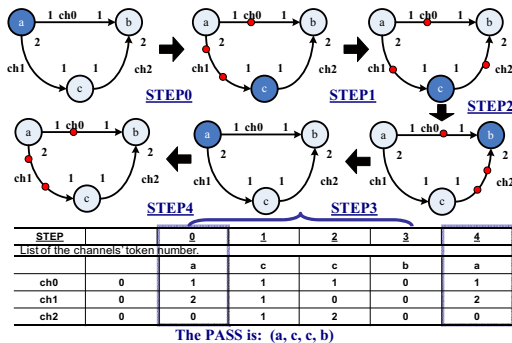 a 1 ch0 1 b
2 2
ch1 1 1 ch2
c
STEP0
a 1 ch0 1 b
2 2
ch1 1 1 ch2
c
STEP1
a 1 ch0 1 b
2 2
ch1 1 1 ch2
c
STEP2
a 1 ch0 1 b
2 2
ch1 1 1 ch2
c
STEP4
a 1 ch0 1 b
2 2
ch1 1 1 ch2
c
STEP3
a 1 ch0 1 b
2 2
ch1 1 1 ch2
c
STEP 0 1 2 3 4
List of the channels' token number.
a c c b a
ch0 0 1 1 1 0 1
ch1 0 2 1 0 0 2
ch2 0 0 1 2 0 0
The PASS is: (a, c, c, b)